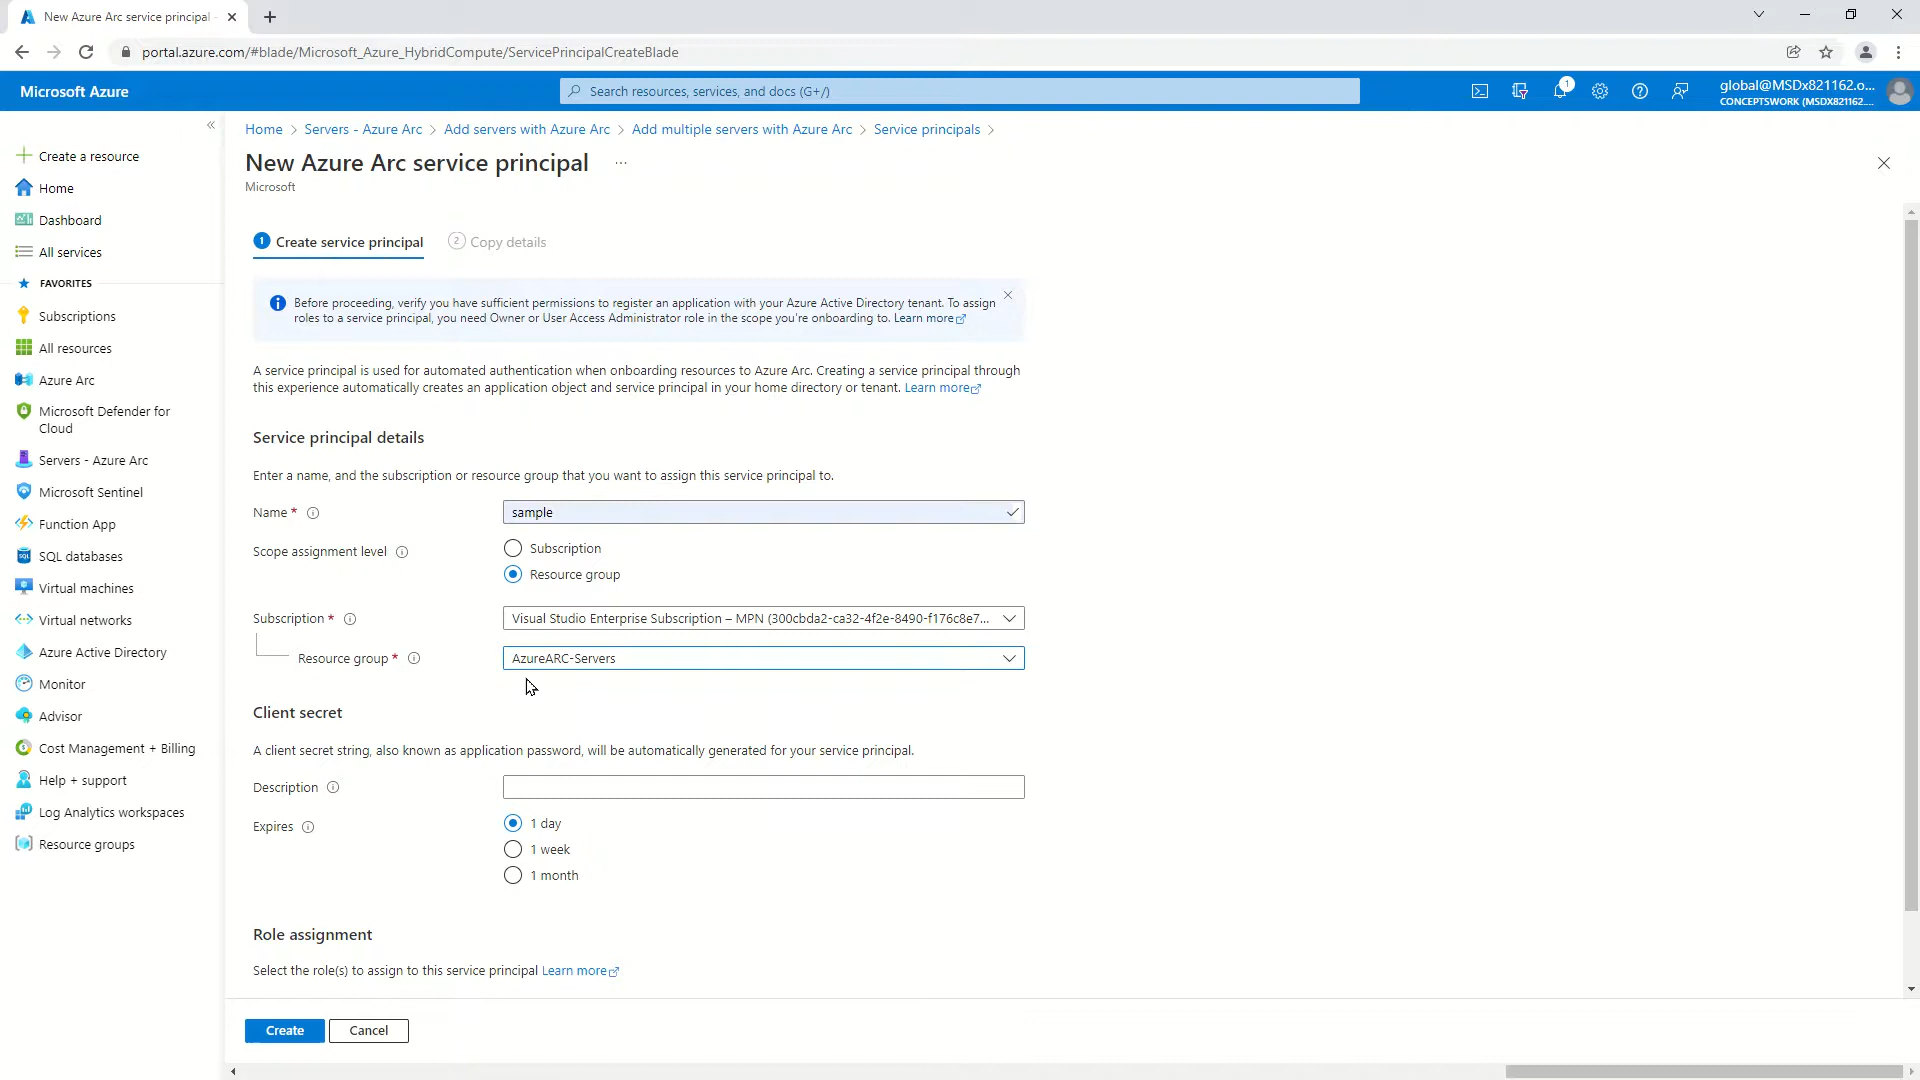 New Azure Arc service principal -
portal.azure.com/#blade/Microsoft_Azure_HybridCompute/ServicePrincipalCreateBlade
Microsoft Azure
Search resources, services, and docs (G+/)
1
global@MSDx821162.o...
CONCEPTSWORK (MSDX821162....
Home > Servers - Azure Arc > Add servers with Azure Arc > Add multiple servers with Azure Arc > Service principals >
New Azure Arc service principal ...
Microsoft
Create a resource
Home
Dashboard
All services
FAVORITES
Subscriptions
All resources
Azure Arc
Microsoft Defender for
Cloud
Servers - Azure Arc
Microsoft Sentinel
Function App
SQL databases
Virtual machines
Virtual networks
Azure Active Directory
Monitor
Advisor
Cost Management + Billing
Help + support
Log Analytics workspaces
Resource groups
1 Create service principal
2 Copy details
Before proceeding, verify you have sufficient permissions to register an application with your Azure Active Directory tenant. To assign
roles to a service principal, you need Owner or User Access Administrator role in the scope you're onboarding to. Learn more
A service principal is used for automated authentication when onboarding resources to Azure Arc. Creating a service principal through
this experience automatically creates an application object and service principal in your home directory or tenant. Learn more
Service principal details
Enter a name, and the subscription or resource group that you want to assign this service principal to.
Name *
sample
Scope assignment level
Subscription
Resource group
Subscription *
Visual Studio Enterprise Subscription – MPN (300cbda2-ca32-4f2e-8490-f176c8e7...
Resource group *
AzureARC-Servers
Client secret
A client secret string, also known as application password, will be automatically generated for your service principal.
Description
Expires
1 day
1 week
1 month
Role assignment
Select the role(s) to assign to this service principal Learn more
Create
Cancel